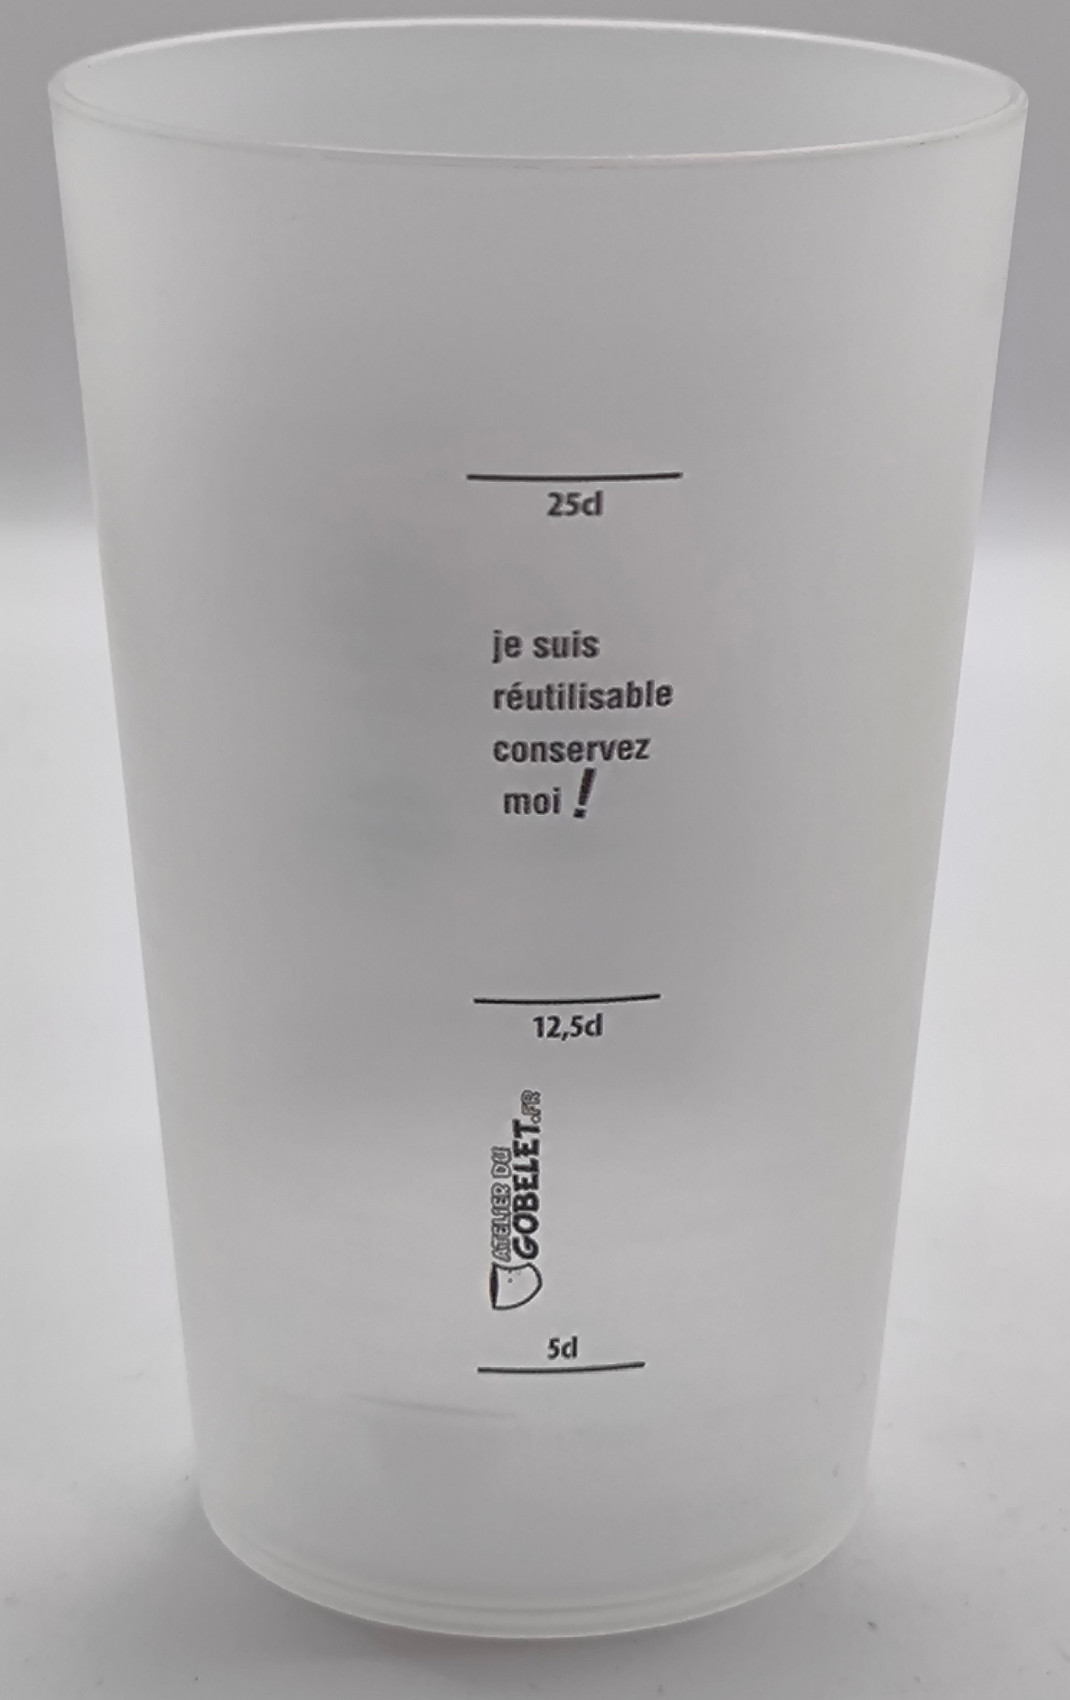 25cl
je suis
réutilisable
conservez
moi !
12,5cl
ATELIER DU
GOBELET.FR
5cl